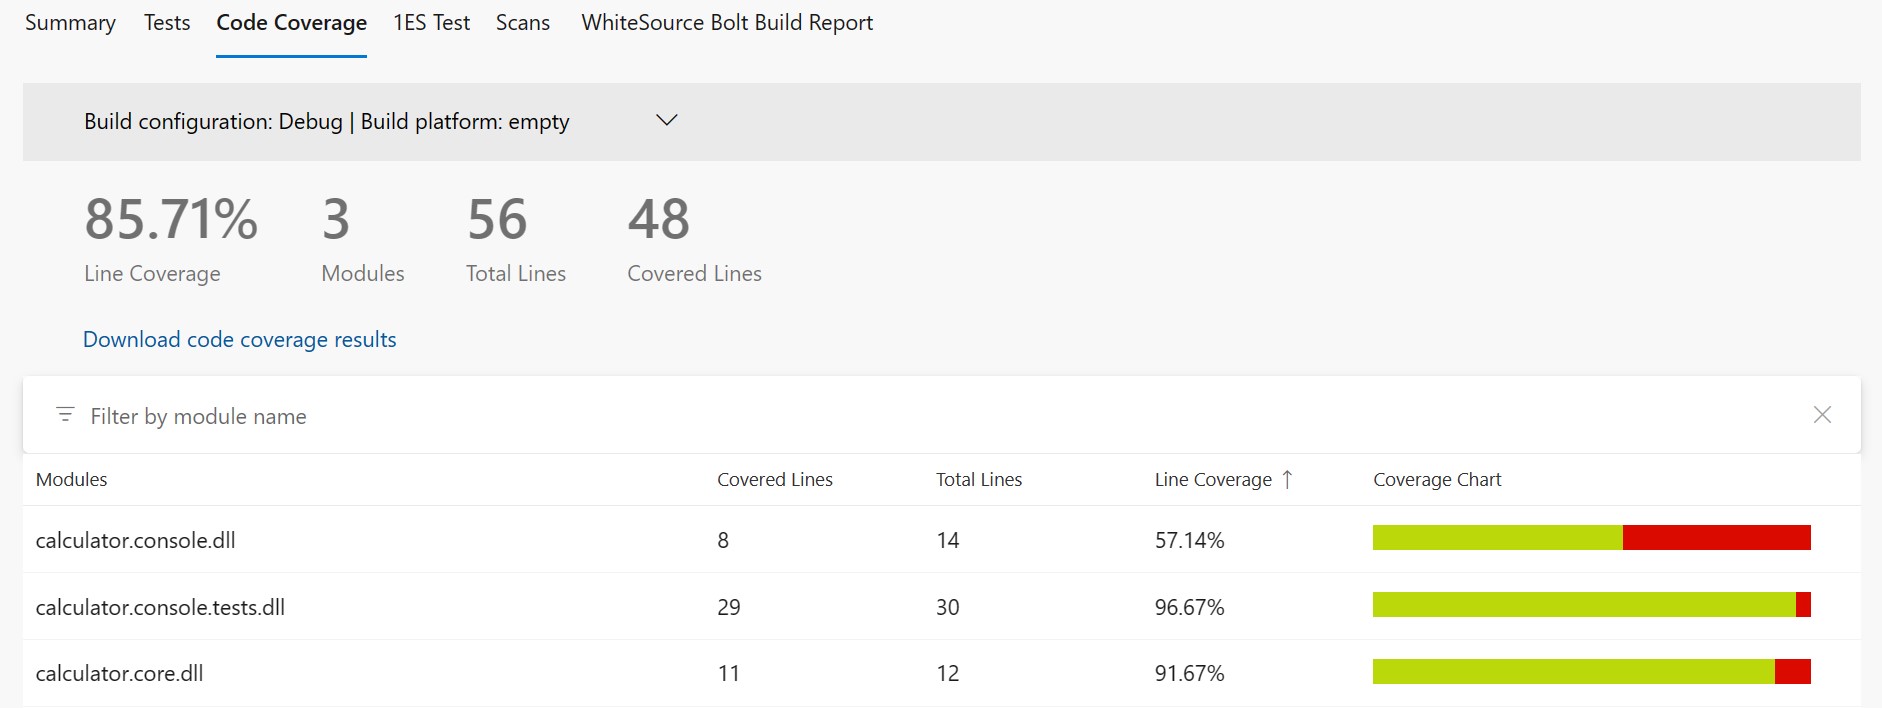 Summary Tests Code Coverage 1ES Test Scans WhiteSource Bolt Build Report
Build configuration: Debug | Build platform: empty
85.71% 3 56 48
Line Coverage Modules Total Lines Covered Lines
Download code coverage results
Filter by module name
Modules Covered Lines Total Lines Line Coverage ↑ Coverage Chart
calculator.console.dll 8 14 57.14%
calculator.console.tests.dll 29 30 96.67%
calculator.core.dll 11 12 91.67%